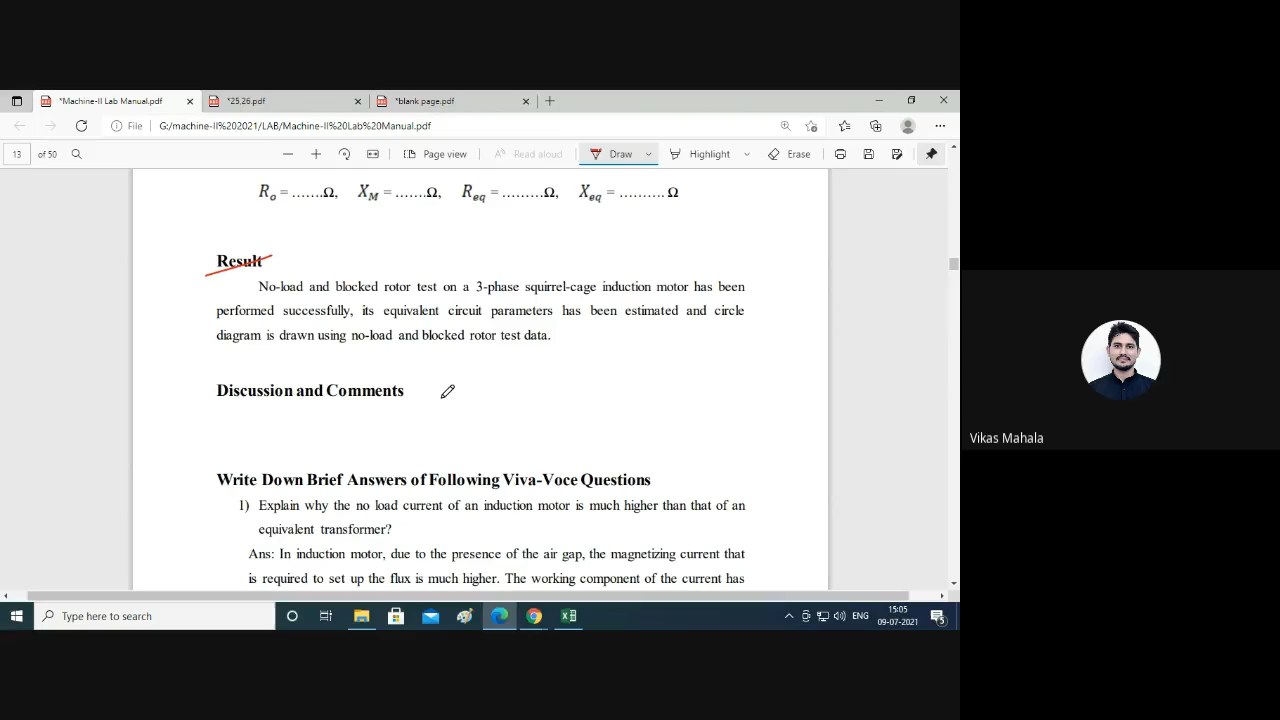 *Machine-II Lab Manual.pdf
*25,26.pdf
*blank page.pdf
File
G:/machine-II%202021/LAB/Machine-II%20Lab%20Manual.pdf
13 of 50
Page view
Read aloud
Draw
Highlight
Erase
Ro = .......Ω, XM = .......Ω, Req = .........Ω, Xeq = .......... Ω
Result
No-load and blocked rotor test on a 3-phase squirrel-cage induction motor has been
performed successfully, its equivalent circuit parameters has been estimated and circle
diagram is drawn using no-load and blocked rotor test data.
Discussion and Comments
Write Down Brief Answers of Following Viva-Voce Questions
1) Explain why the no load current of an induction motor is much higher than that of an
equivalent transformer?
Ans: In induction motor, due to the presence of the air gap, the magnetizing current that
is required to set up the flux is much higher. The working component of the current has
Vikas Mahala
Type here to search
ENG
15:05
09-07-2021
5